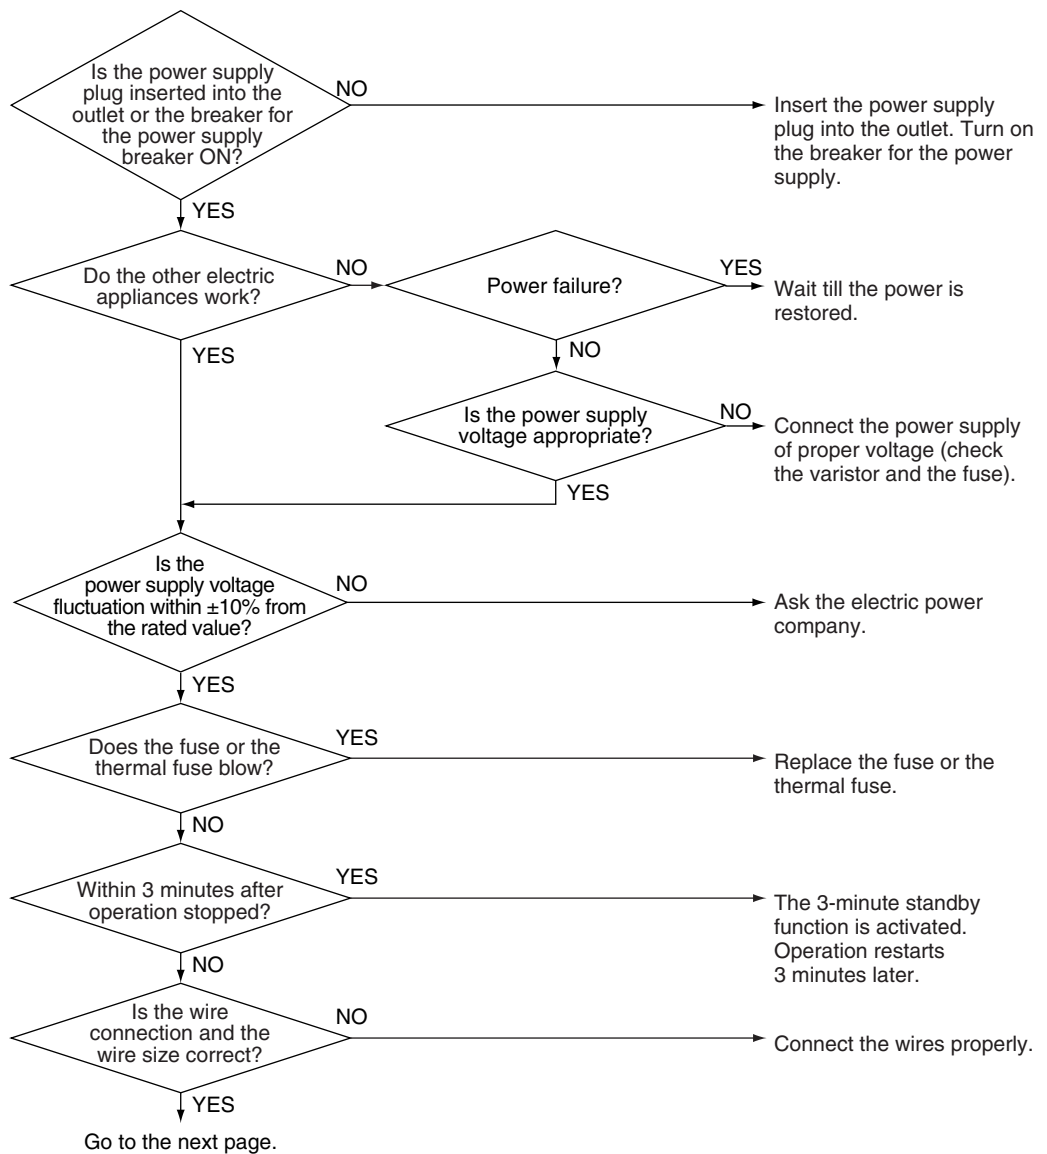 Is the power supply
plug inserted into the
outlet or the breaker for
the power supply
breaker ON?
NO
Insert the power supply
plug into the outlet. Turn on
the breaker for the power
supply.
YES
Do the other electric
appliances work?
NO
Power failure?
YES
Wait till the power is
restored.
YES
NO
Is the power supply
voltage appropriate?
NO
Connect the power supply
of proper voltage (check
the varistor and the fuse).
YES
Is the
power supply voltage
fluctuation within ±10% from
the rated value?
NO
Ask the electric power
company.
YES
Does the fuse or the
thermal fuse blow?
YES
Replace the fuse or the
thermal fuse.
NO
Within 3 minutes after
operation stopped?
YES
The 3-minute standby
function is activated.
Operation restarts
3 minutes later.
NO
Is the wire
connection and the
wire size correct?
NO
Connect the wires properly.
YES
Go to the next page.